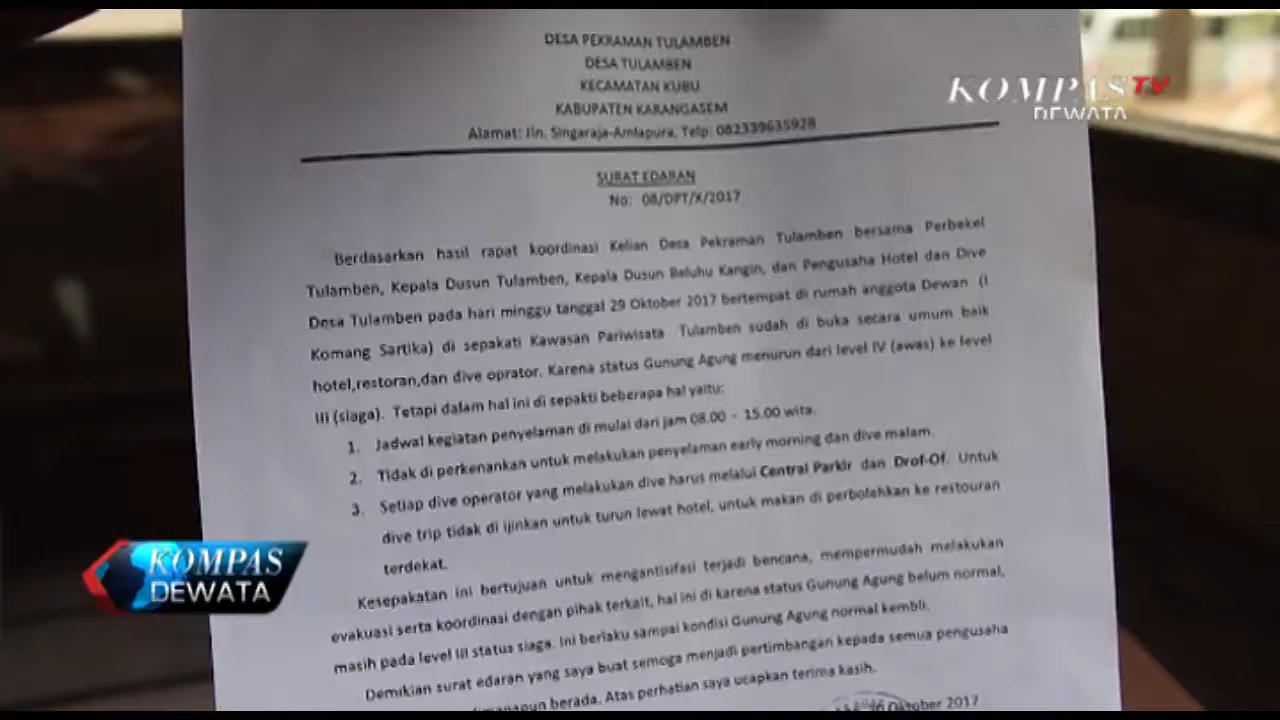 DESA PEKRAMAN TULAMBEN
DESA TULAMBEN
KECAMATAN KUBU
KABUPATEN KARANGASEM
Alamat: Jln. Singaraja-Amlapura, Telp: 082339635928
KOMPAS TV
DEWATA
SURAT EDARAN
No: 08/DPT/X/2017
Berdasarkan hasil rapat koordinasi Kelian Desa Pekraman Tulamben bersama Perbekel
Tulamben, Kepala Dusun Tulamben, Kepala Dusun Beluhu Kangin, dan Pengusaha Hotel dan Dive
Desa Tulamben pada hari minggu tanggal 29 Oktober 2017 bertempat di rumah anggota Dewan (I
Komang Sartika) di sepakati Kawasan Pariwisata Tulamben sudah di buka secara umum baik
hotel,restoran,dan dive oprator. Karena status Gunung Agung menurun dari level IV (awas) ke level
III (siaga). Tetapi dalam hal ini di sepakti beberapa hal yaitu:
1. Jadwal kegiatan penyelaman di mulai dari jam 08.00 - 15.00 wita.
2. Tidak di perkenankan untuk melakukan penyelaman early morning dan dive malam.
3. Setiap dive operator yang melakukan dive harus melalui Central Parkir dan Drof-Of. Untuk
dive trip tidak di ijinkan untuk turun lewat hotel, untuk makan di perbolehkan ke restouran
terdekat.
Kesepakatan ini bertujuan untuk mengantisifasi terjadi bencana, mempermudah melakukan
evakuasi serta koordinasi dengan pihak terkait, hal ini di karena status Gunung Agung belum normal,
masih pada level III status siaga. Ini berlaku sampai kondisi Gunung Agung normal kembli.
Demikian surat edaran yang saya buat semoga menjadi pertimbangan kepada semua pengusaha
dimanapun berada. Atas perhatian saya ucapkan terima kasih.
Oktober 2017
KOMPAS
DEWATA